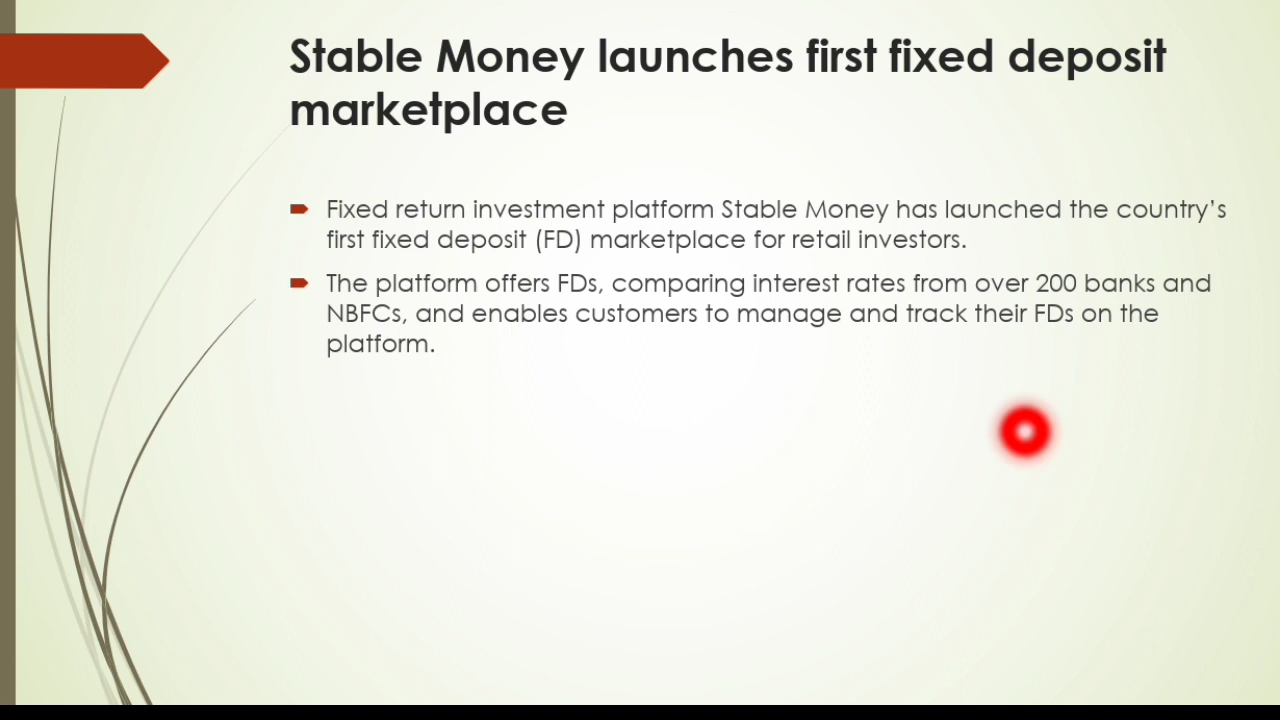 Stable Money launches first fixed deposit
marketplace
Fixed return investment platform Stable Money has launched the country’s
first fixed deposit (FD) marketplace for retail investors.
The platform offers FDs, comparing interest rates from over 200 banks and
NBFCs, and enables customers to manage and track their FDs on the
platform.